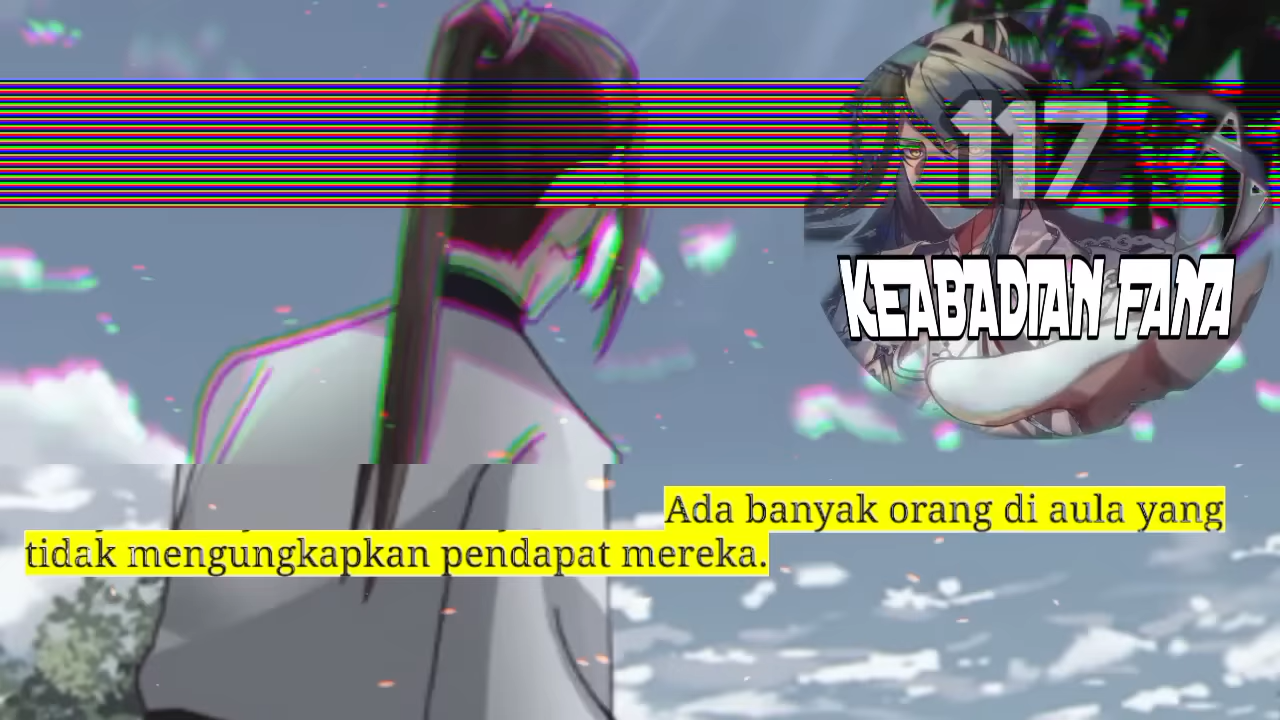 117
KEABADIAN FANA
Ada banyak orang di aula yang
tidak mengungkapkan pendapat mereka.